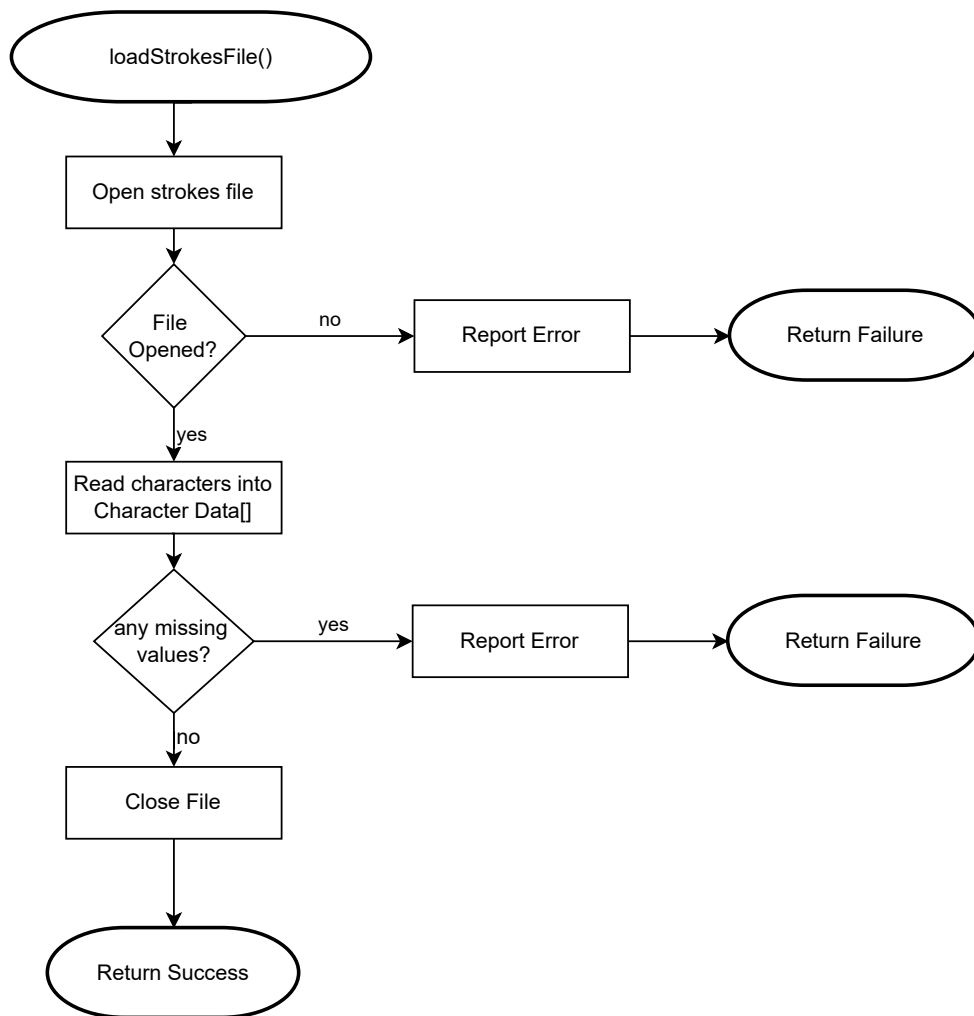 loadStrokesFile()
Open strokes file
File
Opened?
no
Report Error
Return Failure
yes
Read characters into
Character Data[]
any missing
values?
yes
Report Error
Return Failure
no
Close File
Return Success